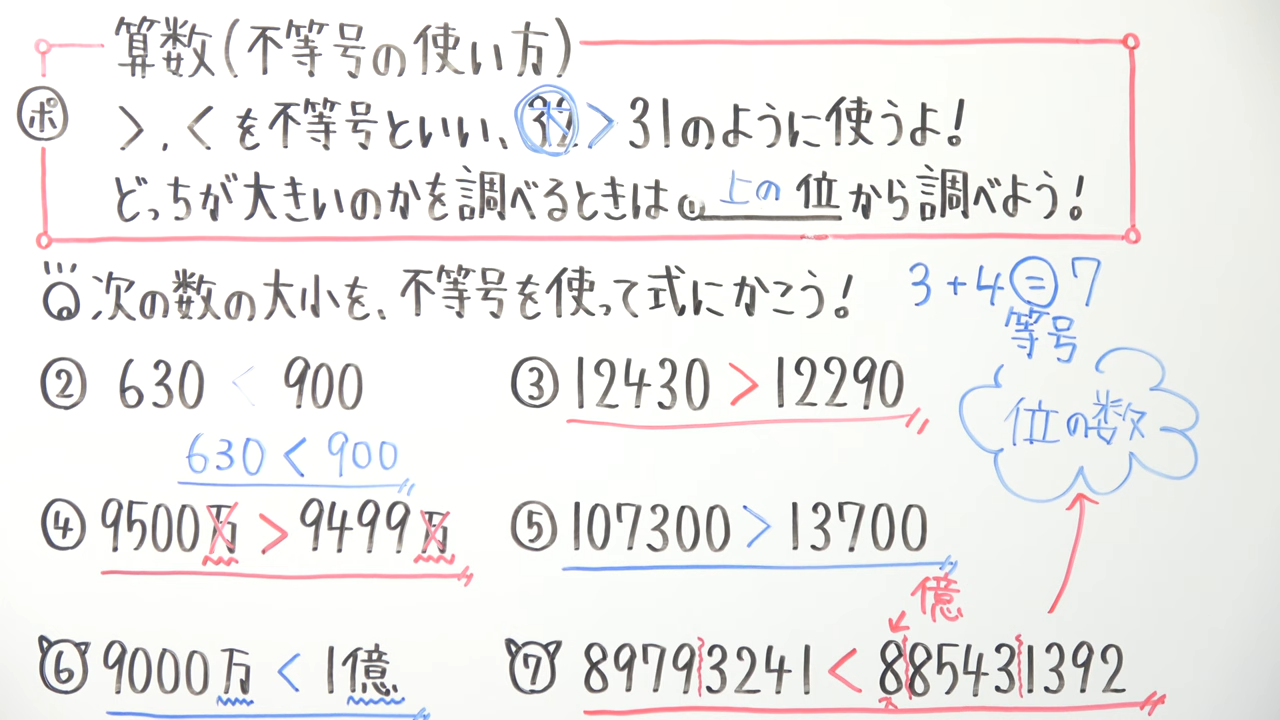 算数(不等号の使い方)
ポ >,<を不等号といい、32>31のように使うよ!
大
どっちが大きいのかを調べるときは① 上の 位から調べよう!
次の数の大小を、不等号を使って式にかこう!
3+4=7
等号
② 630 < 900
630 < 900
③ 12430 > 12290
位の数
④ 9500万 > 9499万
⑤ 107300 > 13700
億
⑥ 9000万 < 1億
⑦ 89793241 < 885431392